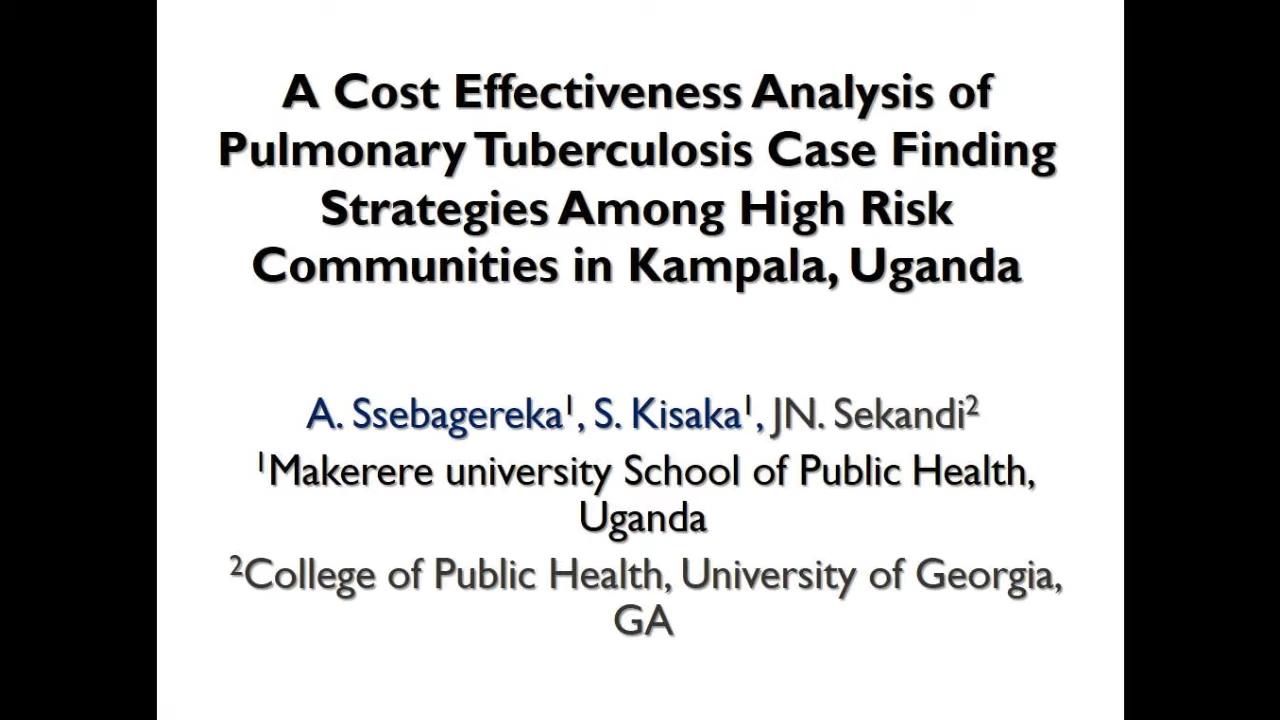 A Cost Effectiveness Analysis of
Pulmonary Tuberculosis Case Finding
Strategies Among High Risk
Communities in Kampala, Uganda
A. Ssebagereka¹, S. Kisaka¹, JN. Sekandi²
¹Makerere university School of Public Health,
Uganda
²College of Public Health, University of Georgia,
GA